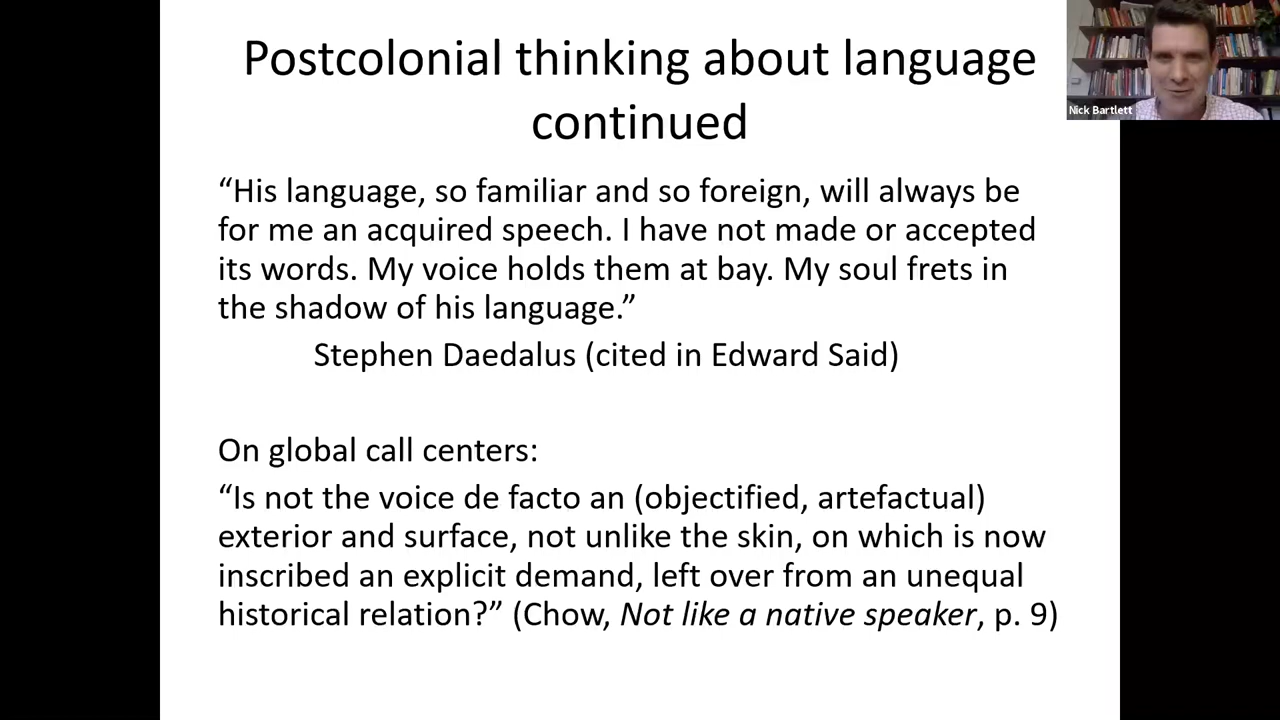 Postcolonial thinking about language
continued
Nick Bartlett
“His language, so familiar and so foreign, will always be
for me an acquired speech. I have not made or accepted
its words. My voice holds them at bay. My soul frets in
the shadow of his language.”
Stephen Daedalus (cited in Edward Said)
On global call centers:
“Is not the voice de facto an (objectified, artefactual)
exterior and surface, not unlike the skin, on which is now
inscribed an explicit demand, left over from an unequal
historical relation?” (Chow, Not like a native speaker, p. 9)